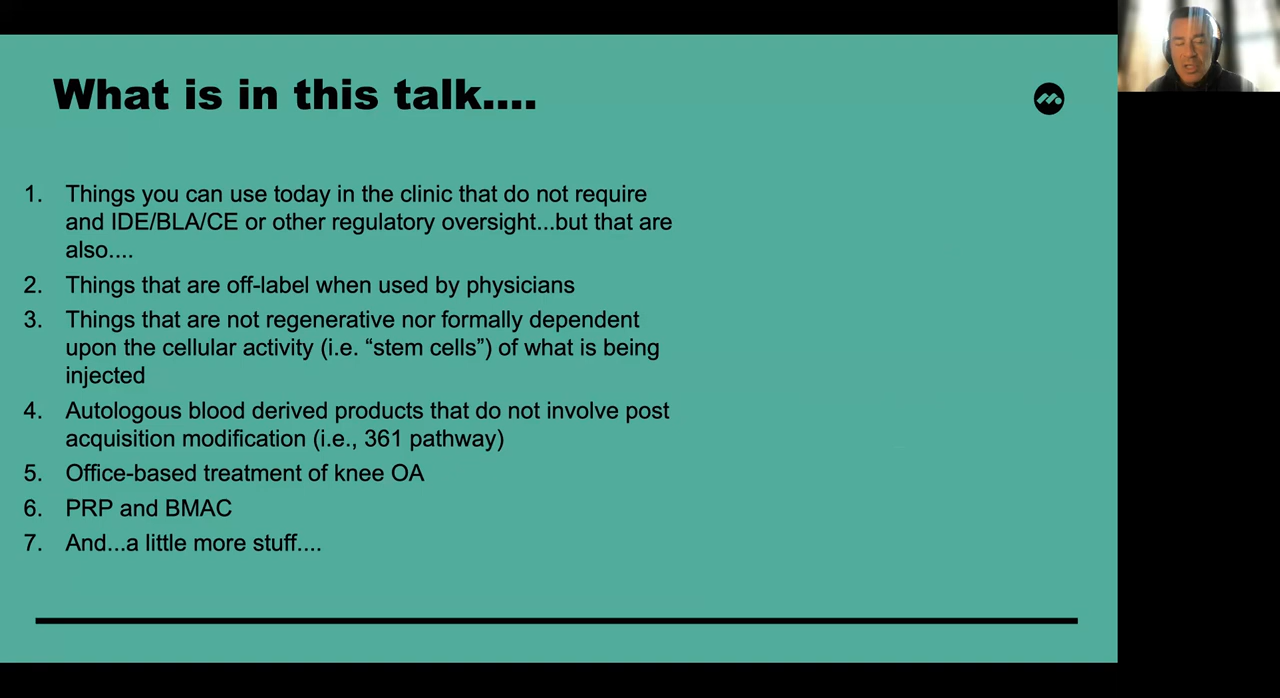 What is in this talk....
1. Things you can use today in the clinic that do not require
and IDE/BLA/CE or other regulatory oversight...but that are
also....
2. Things that are off-label when used by physicians
3. Things that are not regenerative nor formally dependent
upon the cellular activity (i.e. “stem cells”) of what is being
injected
4. Autologous blood derived products that do not involve post
acquisition modification (i.e., 361 pathway)
5. Office-based treatment of knee OA
6. PRP and BMAC
7. And...a little more stuff....